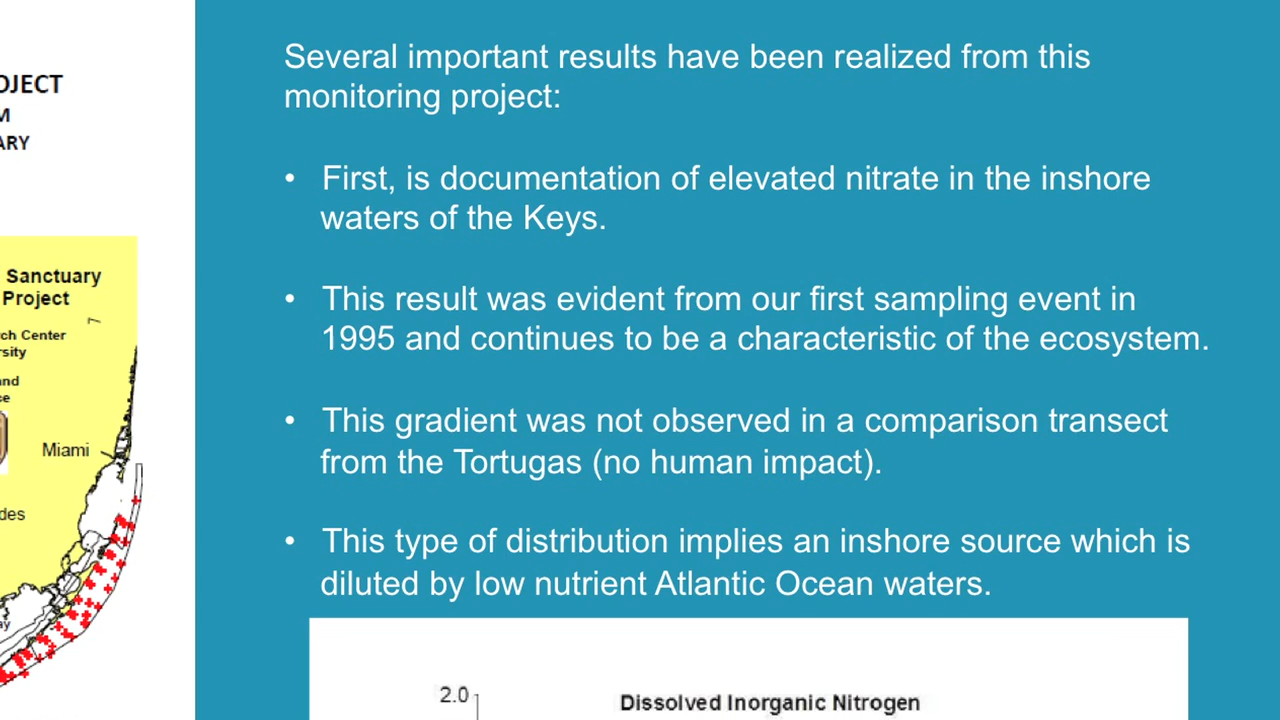 OJECT
M
ARY
Sanctuary
Project
ch Center
sity
and
ce
Miami
des
ay
Several important results have been realized from this
monitoring project:
• First, is documentation of elevated nitrate in the inshore
waters of the Keys.
• This result was evident from our first sampling event in
1995 and continues to be a characteristic of the ecosystem.
• This gradient was not observed in a comparison transect
from the Tortugas (no human impact).
• This type of distribution implies an inshore source which is
diluted by low nutrient Atlantic Ocean waters.
2.0
Dissolved Inorganic Nitrogen